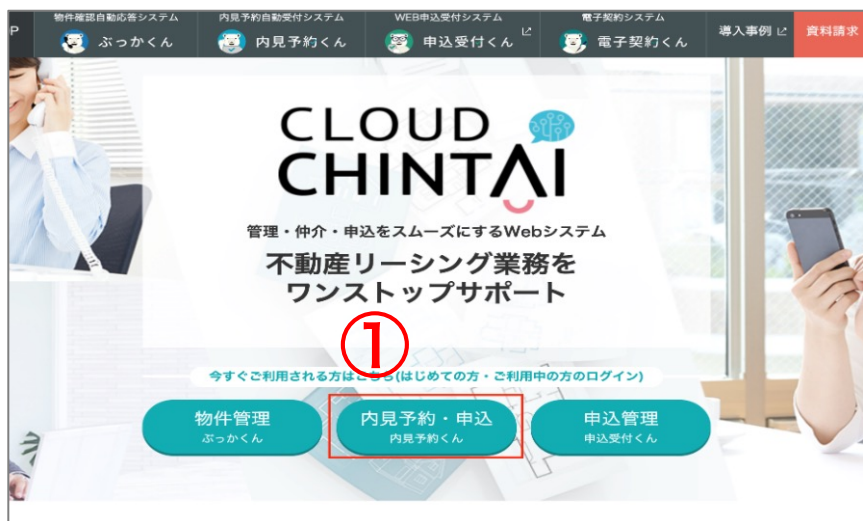 P
物件確認自動応答システム
ぶっかくん
内見予約自動受付システム
内見予約くん
WEB申込受付システム
申込受付くん
電子契約システム
電子契約くん
導入事例
資料請求
CLOUD
CHINTAI
管理・仲介・申込をスムーズにするWebシステム
不動産リーシング業務を
ワンストップサポート
①
今すぐご利用される方はこちら(はじめての方・ご利用中の方のログイン)
物件管理
ぶっかくん
内見予約・申込
内見予約くん
申込管理
申込受付くん